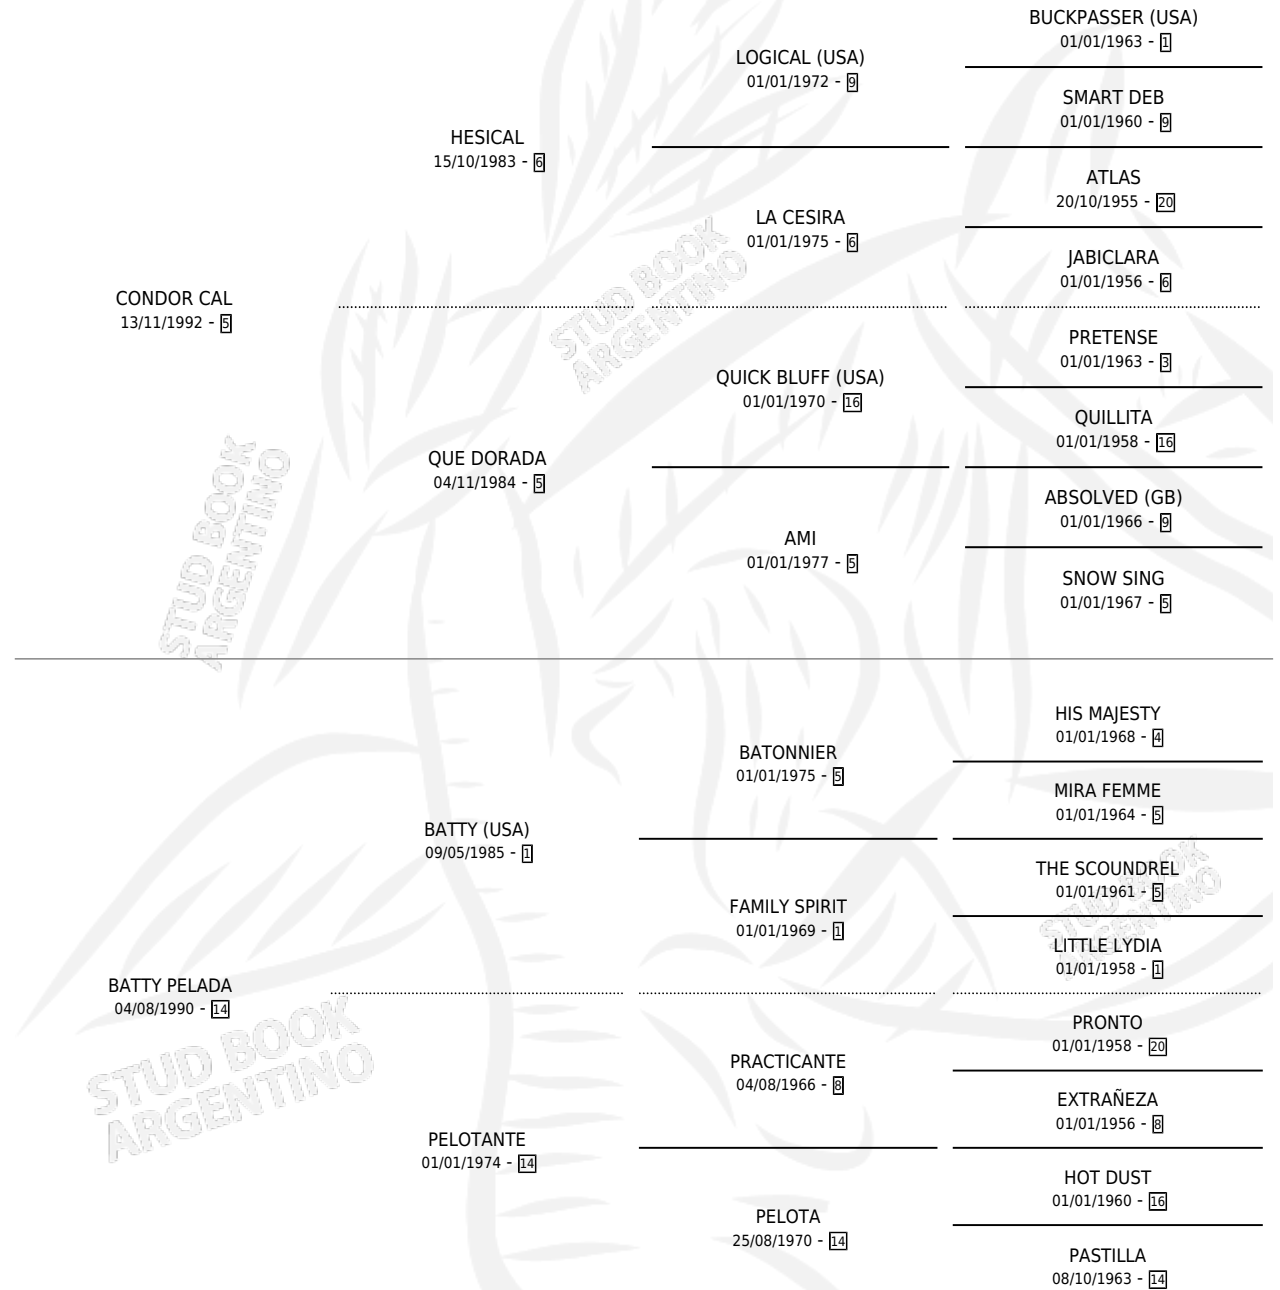 BUCKPASSER (USA)
01/01/1963 - 1
LOGICAL (USA)
01/01/1972 - 9
SMART DEB
01/01/1960 - 9
HESICAL
15/10/1983 - 6
ATLAS
20/10/1955 - 20
LA CESIRA
01/01/1975 - 6
JABICLARA
01/01/1956 - 6
CONDOR CAL
13/11/1992 - 5
PRETENSE
01/01/1963 - 3
QUICK BLUFF (USA)
01/01/1970 - 16
QUILLITA
01/01/1958 - 16
QUE DORADA
04/11/1984 - 5
ABSOLVED (GB)
01/01/1966 - 9
AMI
01/01/1977 - 5
SNOW SING
01/01/1967 - 5
HIS MAJESTY
01/01/1968 - 4
BATONNIER
01/01/1975 - 5
MIRA FEMME
01/01/1964 - 5
BATTY (USA)
09/05/1985 - 1
THE SCOUNDREL
01/01/1961 - 5
FAMILY SPIRIT
01/01/1969 - 1
LITTLE LYDIA
01/01/1958 - 1
BATTY PELADA
04/08/1990 - 14
PRONTO
01/01/1958 - 20
PRACTICANTE
04/08/1966 - 8
EXTRAÑEZA
01/01/1956 - 8
PELOTANTE
01/01/1974 - 14
HOT DUST
01/01/1960 - 16
PELOTA
25/08/1970 - 14
PASTILLA
08/10/1963 - 14
STUD BOOK
ARGENTINO
STUD BOOK
ARGENTINO
STUD BOOK
ARGENTINO
STUD BOOK
ARGENTINO